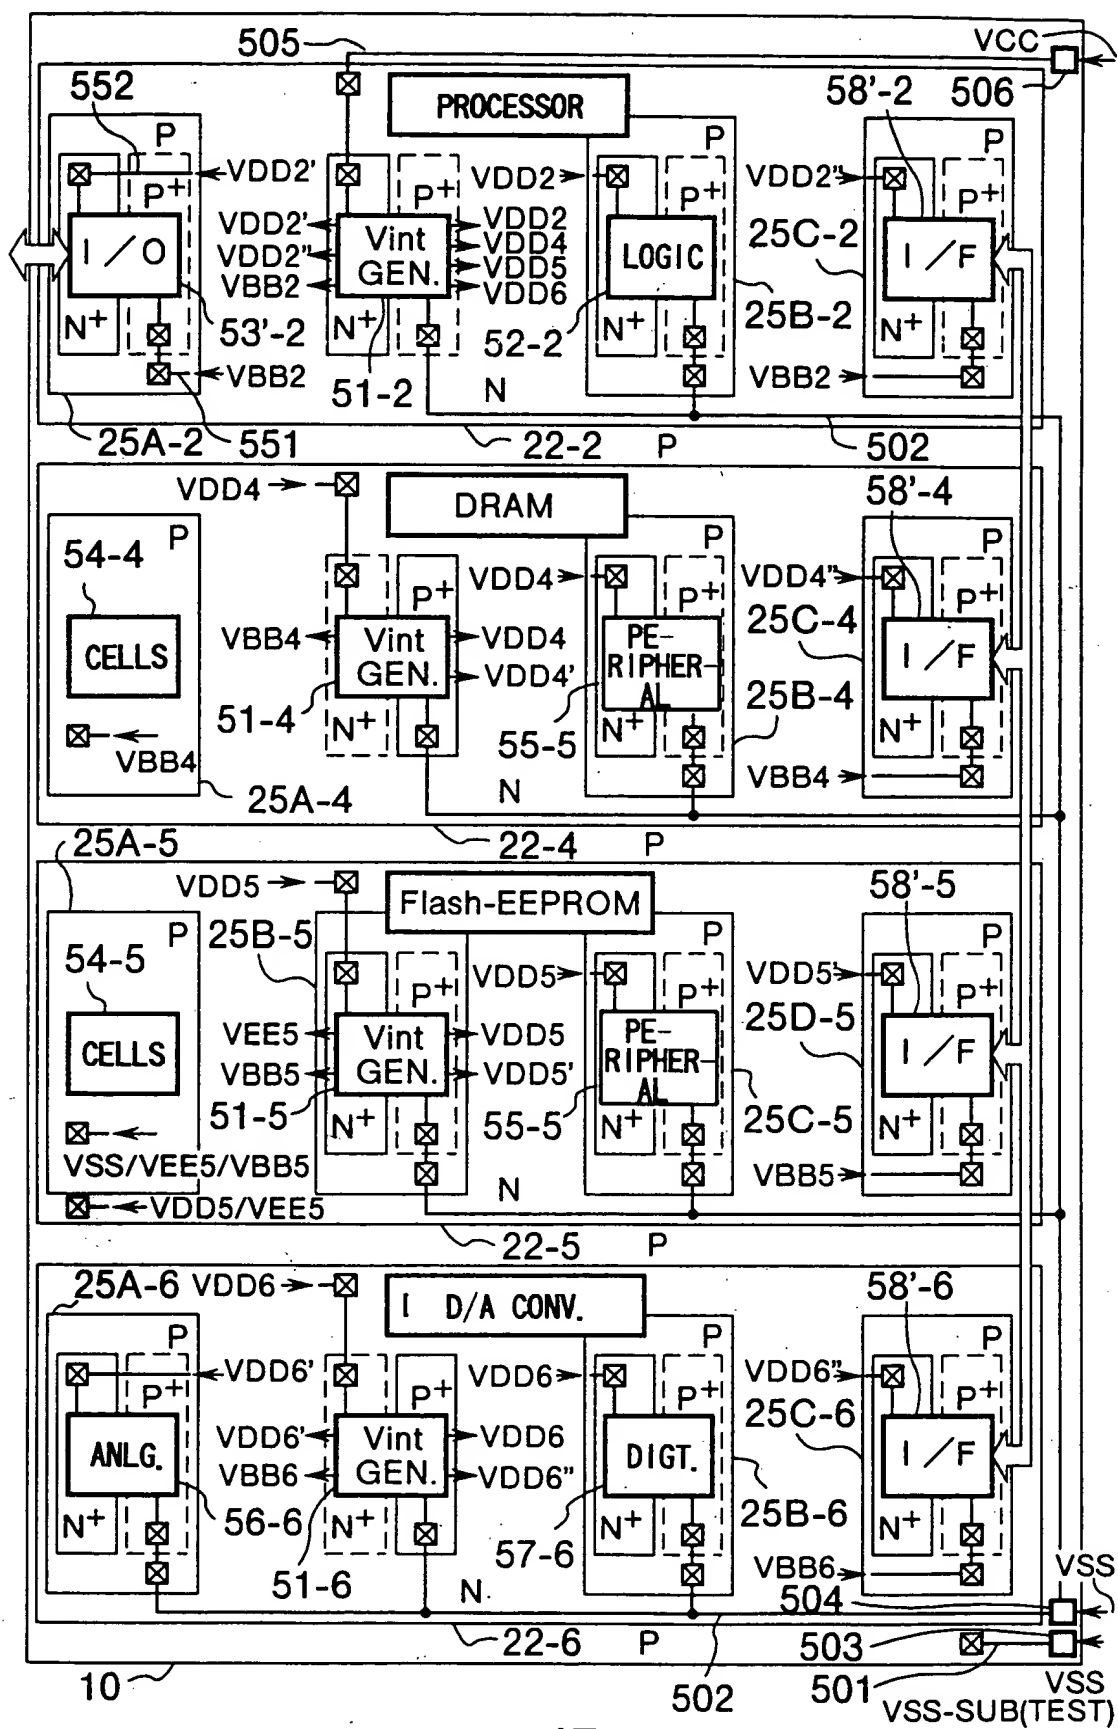 505
VCC
552
PROCESSOR
58'-2
506
P
P
P
VDD2'
VDD2
VDD2"
P+
P+
P+
VDD2'
VDD2"
VBB2
Vint
GEN.
VDD2
VDD4
VDD5
VDD6
I/O
LOGIC
25C-2
I/F
N+
53'-2
N+
52-2
N+
25B-2
N+
VBB2
51-2
N
VBB2
25A-2
551
22-2
P
502
VDD4
DRAM
58'-4
P
P
P
54-4
VDD4
VDD4"
P+
P+
P+
CELLS
VBB4
Vint
GEN.
VDD4
VDD4'
PE-
RIPHER-
AL
25C-4
I/F
51-4
N+
55-5
N+
25B-4
N+
VBB4
VBB4
25A-4
N
25A-5
22-4
P
VDD5
Flash-EEPROM
58'-5
P
25B-5
P
P
54-5
VDD5
VDD5'
P+
P+
P+
CELLS
VEE5
VBB5
Vint
GEN.
VDD5
VDD5'
PE-
RIPHER-
AL
25D-5
I/F
51-5
N+
55-5
N+
25C-5
N+
VSS/VEE5/VBB5
VBB5
N
VDD5/VEE5
22-5
P
25A-6
VDD6
I D/A CONV.
58'-6
P
P
P
VDD6'
VDD6
VDD6"
P+
P+
P+
P+
ANLG.
VDD6'
VBB6
Vint
GEN.
VDD6
VDD6"
DIGT.
25C-6
I/F
N+
56-6
N+
57-6
N+
25B-6
N+
51-6
N
VBB6
VSS
504
22-6
P
503
10
502
501
VSS
VSS-SUB(TEST)